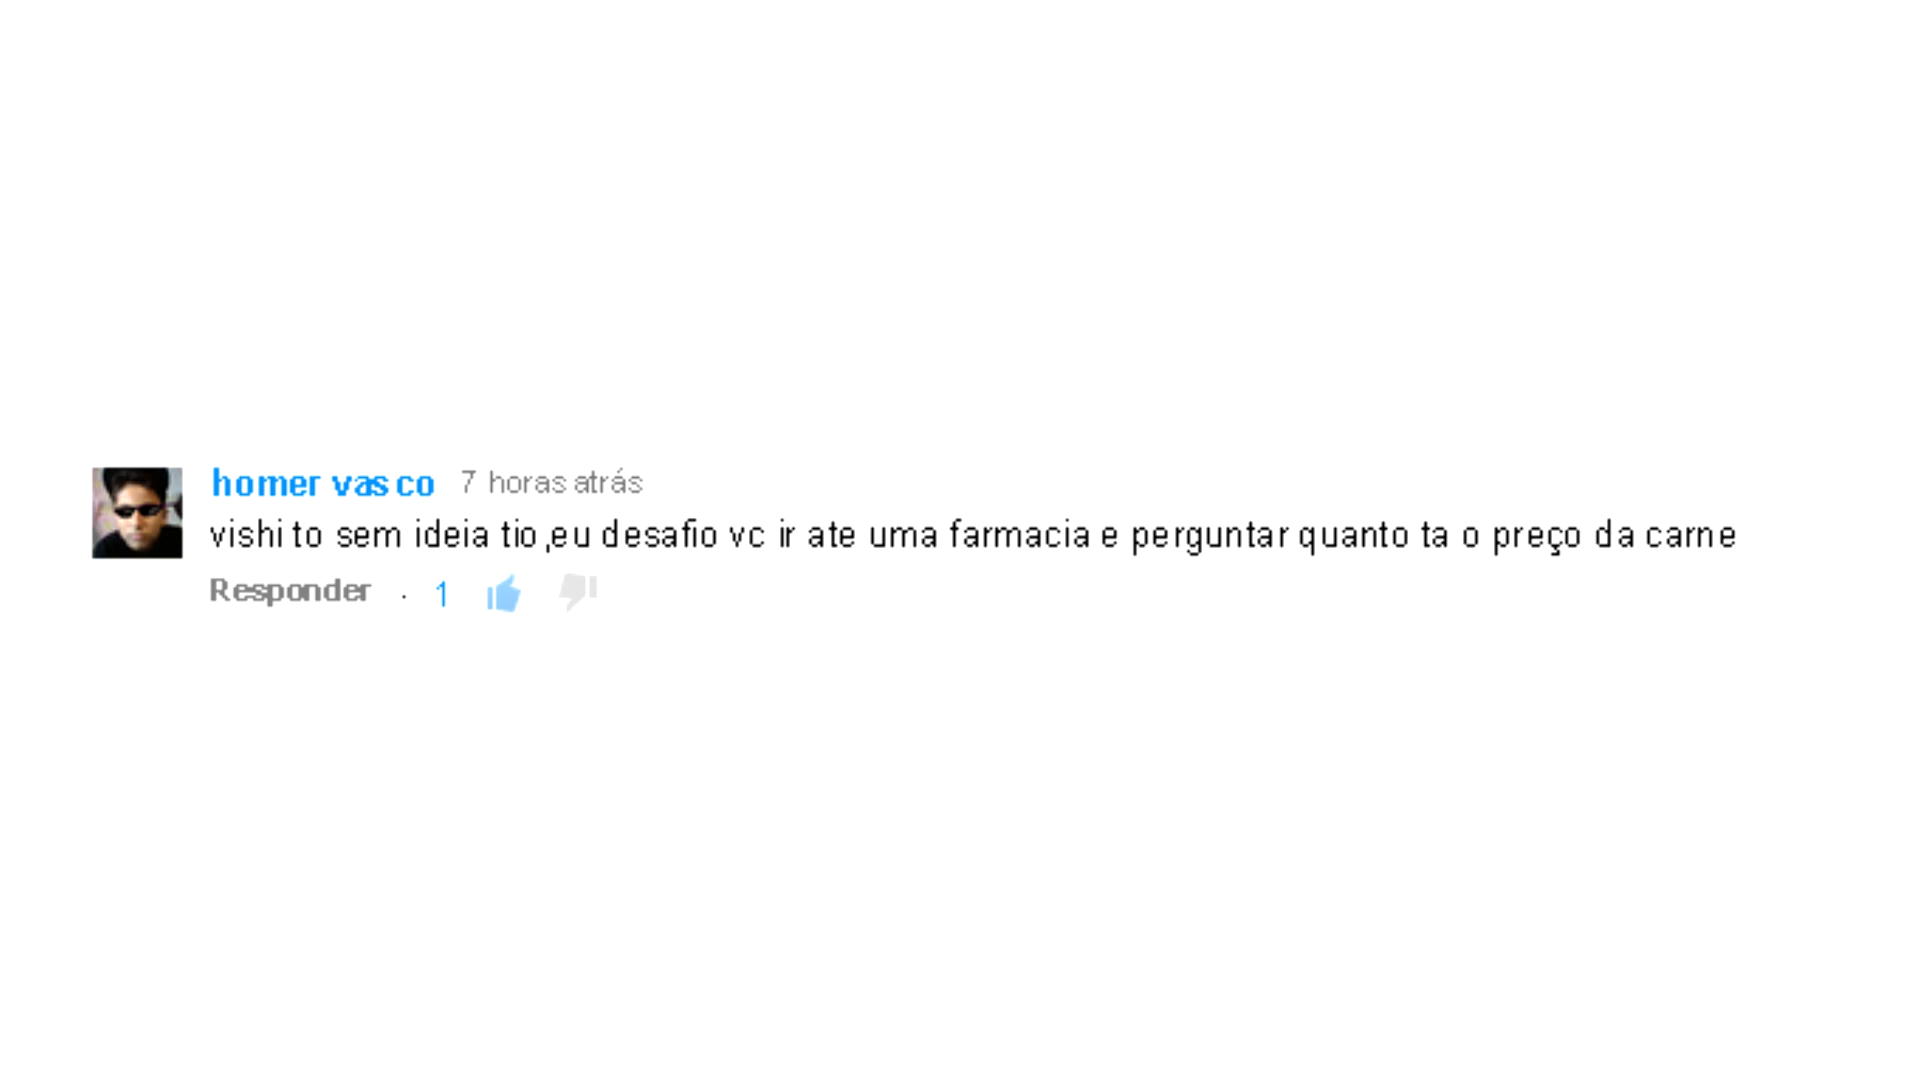 homer vasco 7 horas atrás
vishi to sem ideia tio ,eu desafio vc ir ate uma farmacia e perguntar quanto ta o preço da carne
Responder · 1